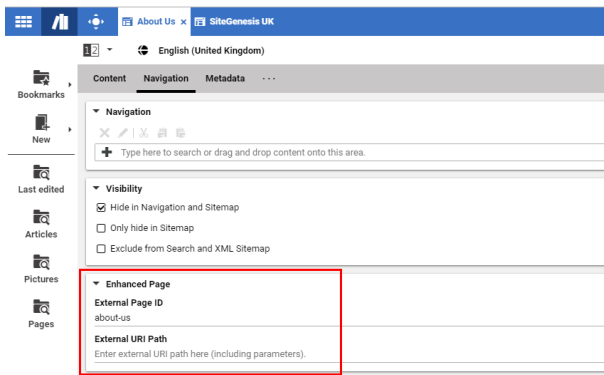 About Us ×
SiteGenesis UK
12
English (United Kingdom)
Bookmarks
New
Last edited
Articles
Pictures
Pages
Content Navigation Metadata ...
Navigation
Type here to search or drag and drop content onto this area.
Visibility
Hide in Navigation and Sitemap
Only hide in Sitemap
Exclude from Search and XML Sitemap
Enhanced Page
External Page ID
about-us
External URI Path
Enter external URI path here (including parameters).